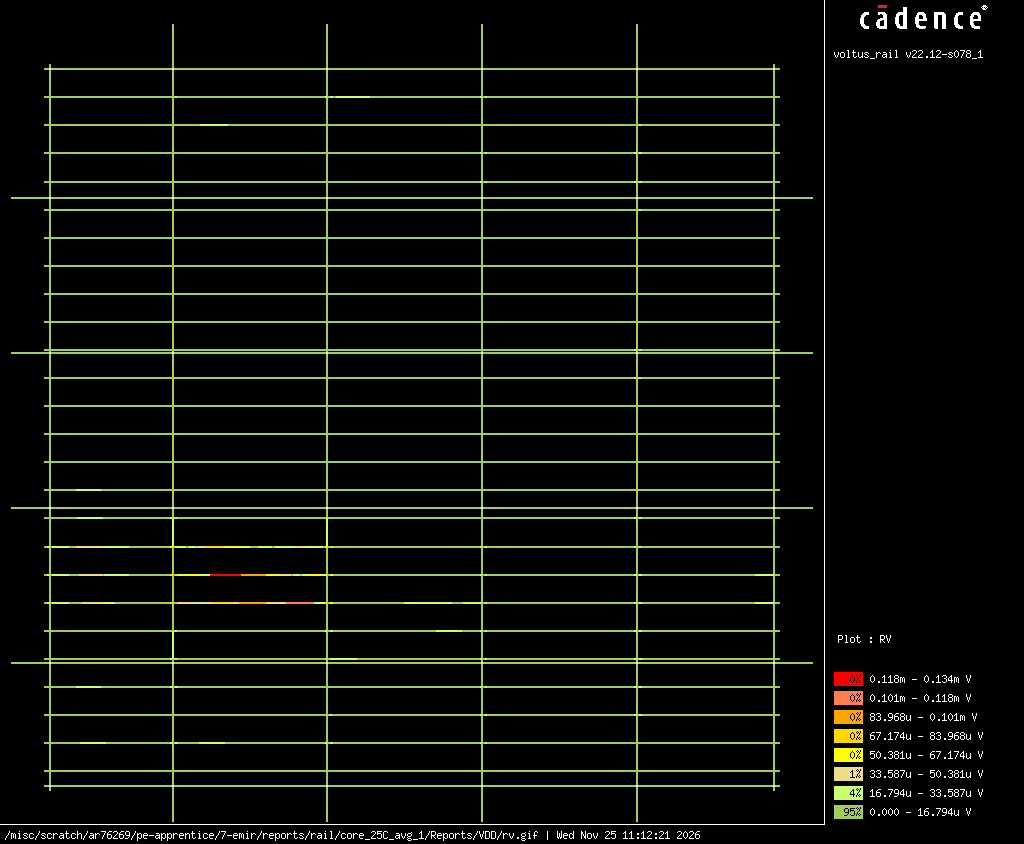 cādence®
voltus_rail v22.12-s078_1
Plot : RV
0% 0.118m - 0.134m V
0% 0.101m - 0.118m V
0% 83.968u - 0.101m V
0% 67.174u - 83.968u V
0% 50.381u - 67.174u V
1% 33.587u - 50.381u V
4% 16.794u - 33.587u V
95% 0.000 - 16.794u V
/misc/scratch/ar76269/pe-apprentice/7-emir/reports/rail/core_25C_avg_1/Reports/VDD/rv.gif | Wed Nov 25 11:12:21 2026